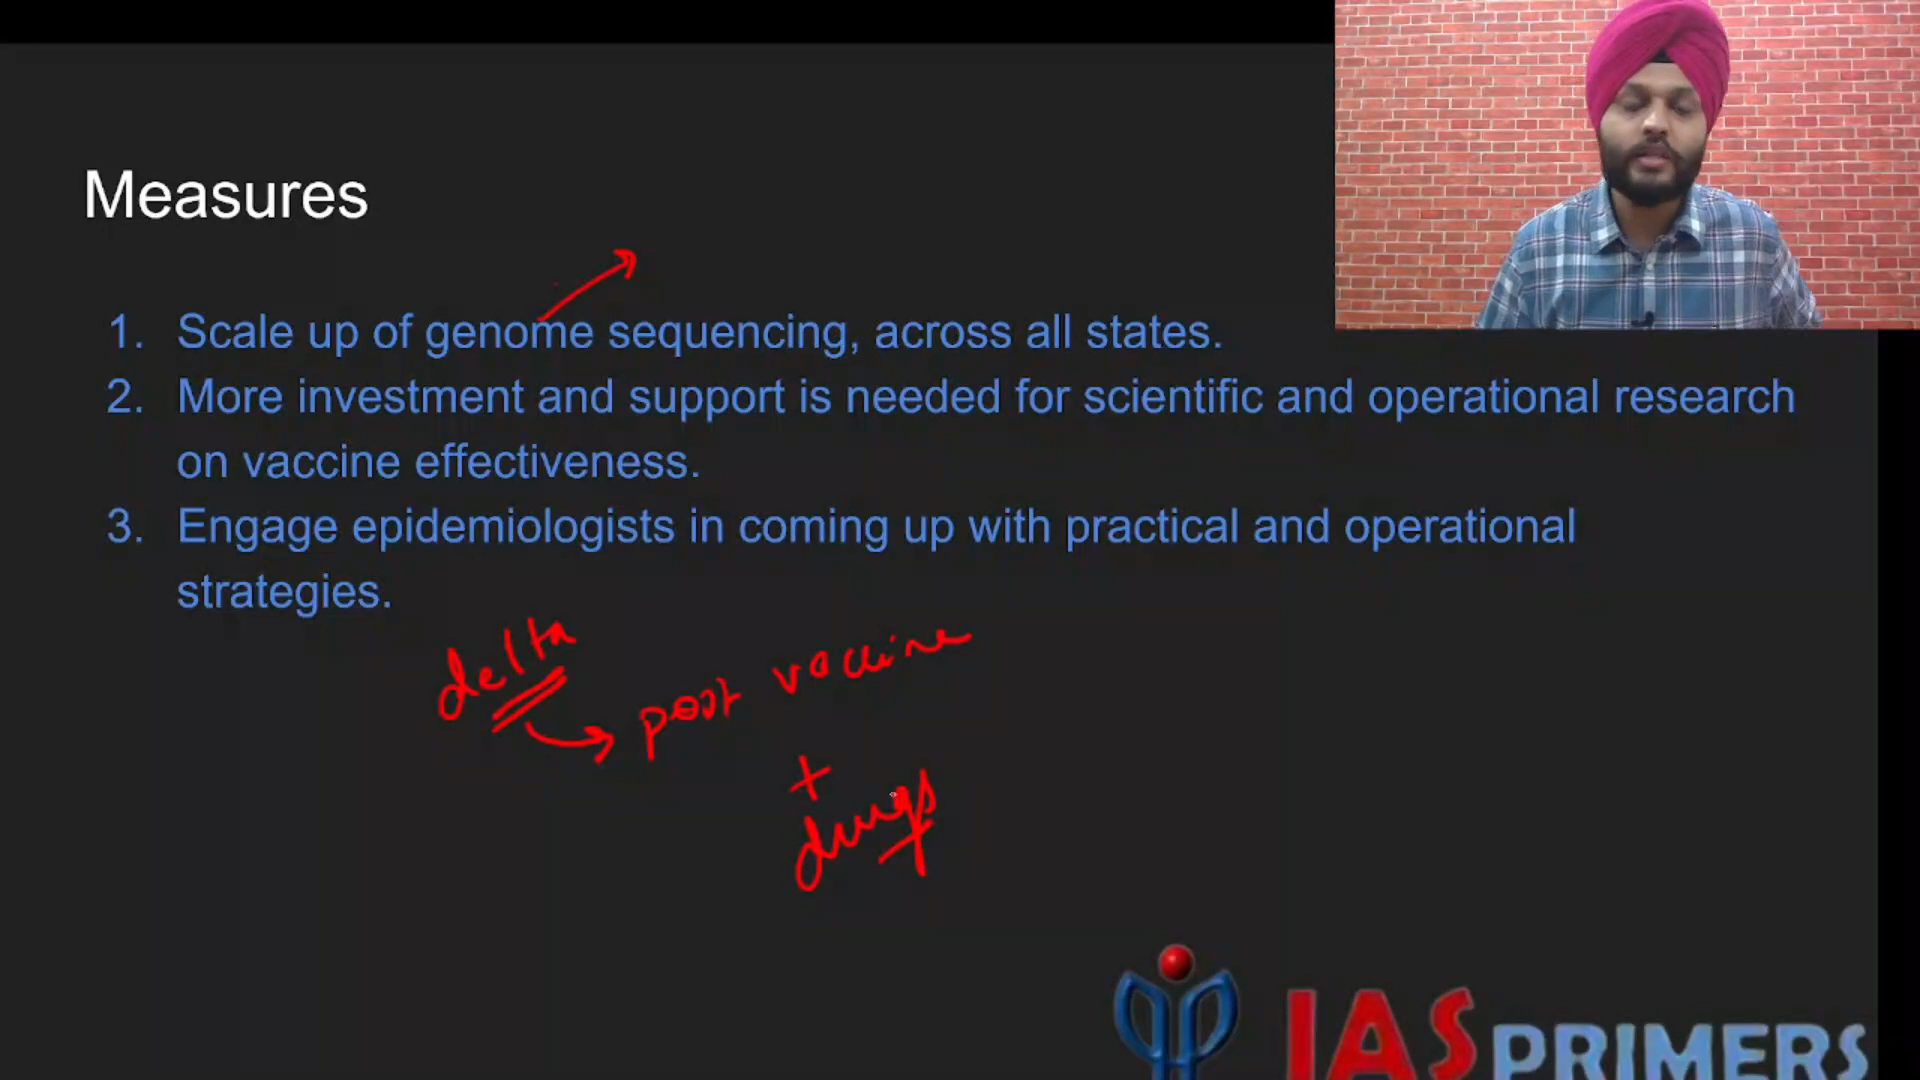 Measures
1. Scale up of genome sequencing, across all states.
2. More investment and support is needed for scientific and operational research
on vaccine effectiveness.
3. Engage epidemiologists in coming up with practical and operational
strategies.
delta
post vaccine
+
drugs
IAS PRIMERS